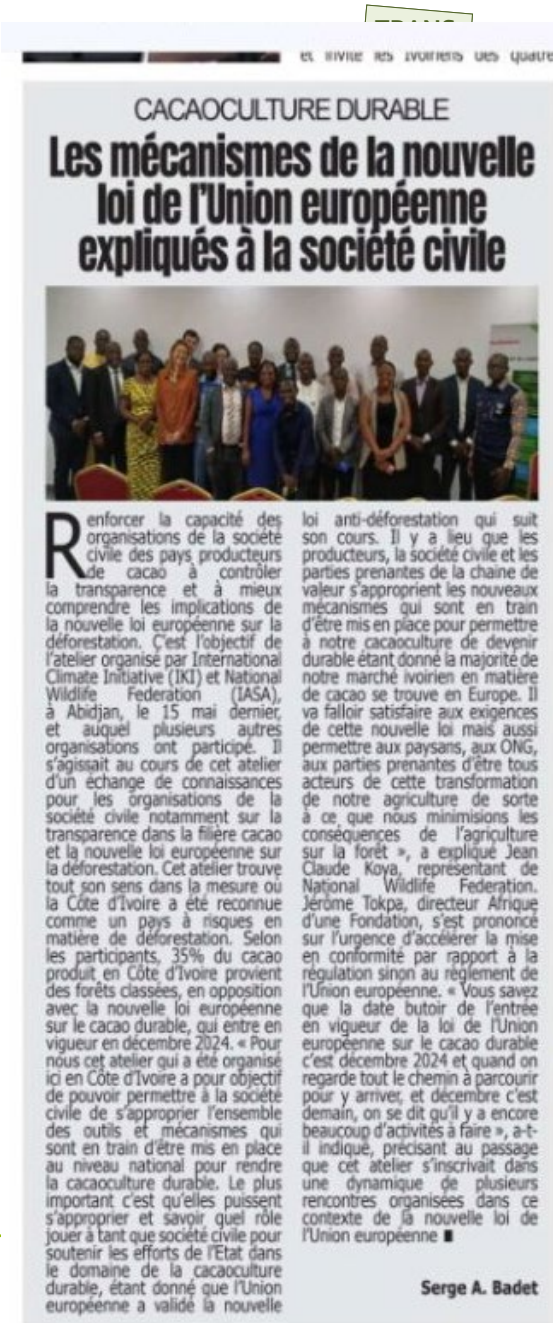 TRANS
et invite les Ivoiriens des quatre
CACAOCULTURE DURABLE
Les mécanismes de la nouvelle
loi de l'Union européenne
expliqués à la société civile
Renforcer la capacité des
organisations de la société
civile des pays producteurs
de cacao à contrôler
la transparence et à mieux
comprendre les implications de
la nouvelle loi européenne sur la
déforestation. C'est l'objectif de
l'atelier organisé par International
Climate Initiative (IKI) et National
Wildlife Federation (IASA),
à Abidjan, le 15 mai dernier,
et auquel plusieurs autres
organisations ont participé. Il
s'agissait au cours de cet atelier
d'un échange de connaissances
pour les organisations de la
société civile notamment sur la
transparence dans la filière cacao
et la nouvelle loi européenne sur
la déforestation. Cet atelier trouve
tout son sens dans la mesure où
la Côte d'Ivoire a été reconnue
comme un pays à risques en
matière de déforestation. Selon
les participants, 35% du cacao
produit en Côte d'Ivoire provient
des forêts classées, en opposition
avec la nouvelle loi européenne
sur le cacao durable, qui entre en
vigueur en décembre 2024. « Pour
nous cet atelier qui a été organisé
ici en Côte d'Ivoire a pour objectif
de pouvoir permettre à la société
civile de s'approprier l'ensemble
des outils et mécanismes qui
sont en train d'être mis en place
au niveau national pour rendre
la cacaoculture durable. Le plus
important c'est qu'elles puissent
s'approprier et savoir quel rôle
jouer à tant que société civile pour
soutenir les efforts de l'Etat dans
le domaine de la cacaoculture
durable, étant donné que l'Union
européenne a validé la nouvelle
loi anti-déforestation qui suit
son cours. Il y a lieu que les
producteurs, la société civile et les
parties prenantes de la chaine de
valeur s'approprient les nouveaux
mécanismes qui sont en train
d'être mis en place pour permettre
à notre cacaoculture de devenir
durable étant donné la majorité de
notre marché ivoirien en matière
de cacao se trouve en Europe. Il
va falloir satisfaire aux exigences
de cette nouvelle loi mais aussi
permettre aux paysans, aux ONG,
aux parties prenantes d'être tous
acteurs de cette transformation
de notre agriculture de sorte
à ce que nous minimisions les
conséquences de l'agriculture
sur la forêt », a expliqué Jean
Claude Koya, représentant de
National Wildlife Federation.
Jérôme Tokpa, directeur Afrique
d'une Fondation, s'est prononcé
sur l'urgence d'accélérer la mise
en conformité par rapport à la
régulation sinon au règlement de
l'Union européenne. « Vous savez
que la date butoir de l'entrée
en vigueur de la loi de l'Union
européenne sur le cacao durable
c'est décembre 2024 et quand on
regarde tout le chemin à parcourir
pour y arriver, et décembre c'est
demain, on se dit qu'il y a encore
beaucoup d'activités à faire », a-t-
il indiqué, précisant au passage
que cet atelier s'inscrivait dans
une dynamique de plusieurs
rencontres organisées dans ce
contexte de la nouvelle loi de
l'Union européenne ■
Serge A. Badet